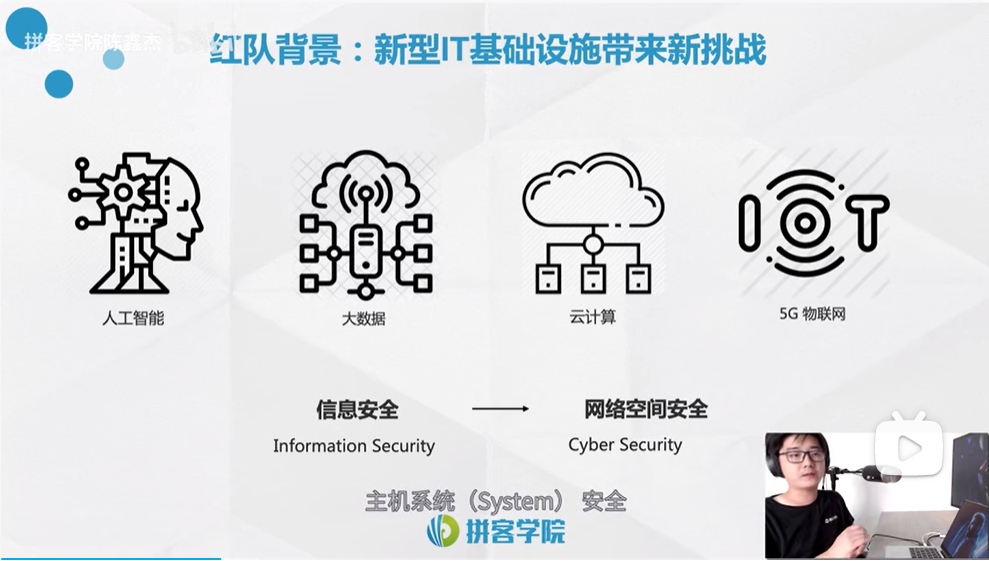 拼客学院陈鑫杰
红队背景：新型IT基础设施带来新挑战
IOT
人工智能
大数据
云计算
5G 物联网
信息安全
网络空间安全
Information Security
Cyber Security
主机系统（System） 安全
拼客学院